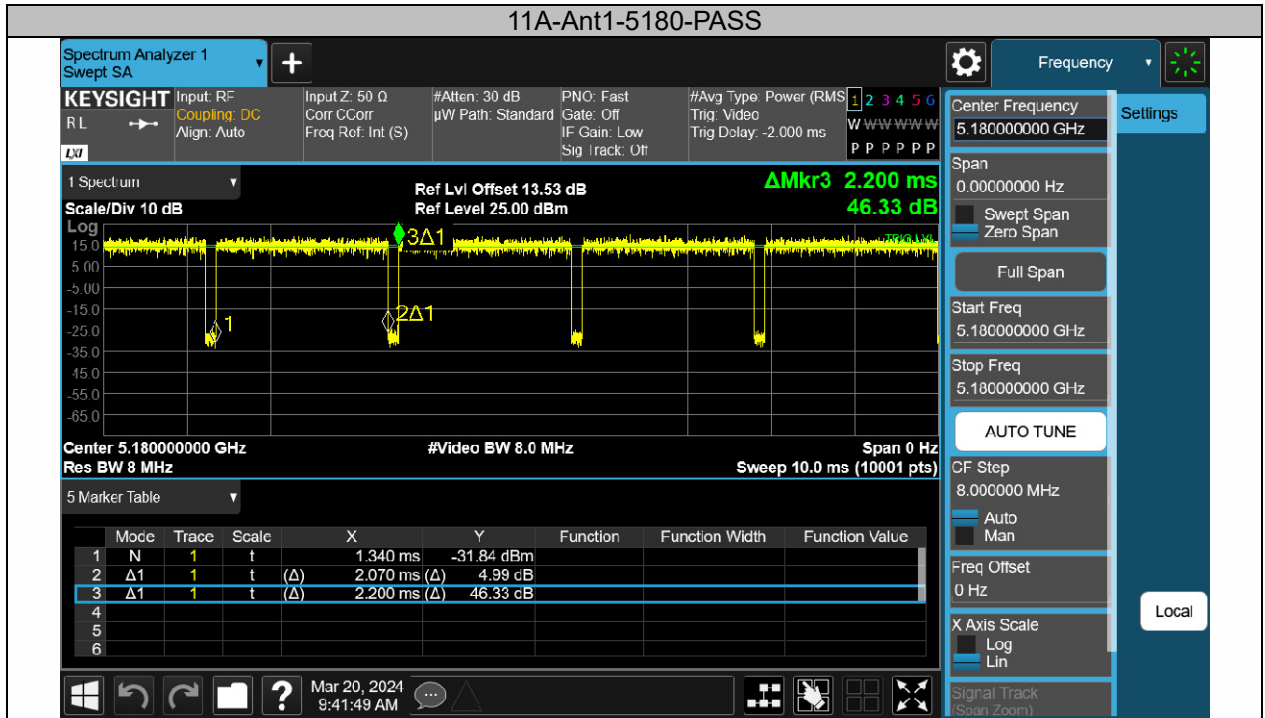 11A-Ant1-5180-PASS
Spectrum Analyzer 1
Swept SA
Frequency
KEYSIGHT
RL
LXI
Input: RF
Coupling: DC
Align: Auto
Input Z: 50 Ω
Corr CCorr
Freq Ref: Int (S)
#Atten: 30 dB
µW Path: Standard
PNO: Fast
Gate: Off
IF Gain: Low
Sig Track: Off
#Avg Type: Power (RMS
Trig: Video
Trig Delay: -2.000 ms
1 2 3 4 5 6
W W W W W W
P P P P P P
Center Frequency
5.180000000 GHz
Settings
1 Spectrum
Scale/Div 10 dB
Ref Lvl Offset 13.53 dB
Ref Level 25.00 dBm
ΔMkr3 2.200 ms
46.33 dB
Log
15.0
5.00
-5.00
-15.0
-25.0
-35.0
-45.0
-55.0
-65.0
3Δ1
TRIG LVL
1
2Δ1
Center 5.180000000 GHz
Res BW 8 MHz
#Video BW 8.0 MHz
Span 0 Hz
Sweep 10.0 ms (10001 pts)
Span
0.00000000 Hz
Swept Span
Zero Span
Full Span
Start Freq
5.180000000 GHz
Stop Freq
5.180000000 GHz
AUTO TUNE
CF Step
8.000000 MHz
Auto
Man
Freq Offset
0 Hz
X Axis Scale
Log
Lin
Signal Track
(Span Zoom)
Local
5 Marker Table
Mode Trace Scale X Y Function Function Width Function Value
1 N 1 t 1.340 ms -31.84 dBm
2 Δ1 1 t (Δ) 2.070 ms (Δ) 4.99 dB
3 Δ1 1 t (Δ) 2.200 ms (Δ) 46.33 dB
4
5
6
?
Mar 20, 2024
9:41:49 AM